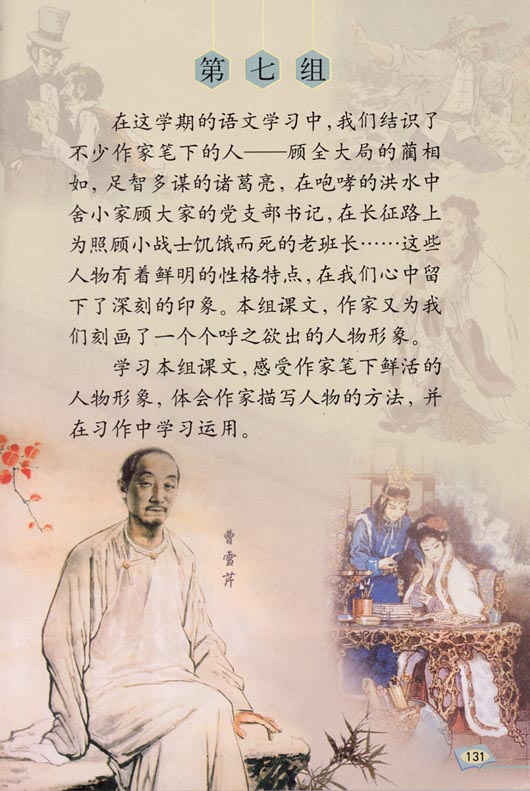 第七组
在这学期的语文学习中，我们结识了
不少作家笔下的人——顾全大局的蔺相
如，足智多谋的诸葛亮，在咆哮的洪水中
舍小家顾大家的党支部书记，在长征路上
为照顾小战士饥饿而死的老班长……这些
人物有着鲜明的性格特点，在我们心中留
下了深刻的印象。本组课文，作家又为我
们刻画了一个个呼之欲出的人物形象。
学习本组课文，感受作家笔下鲜活的
人物形象，体会作家描写人物的方法，并
在习作中学习运用。
曹雪芹
131